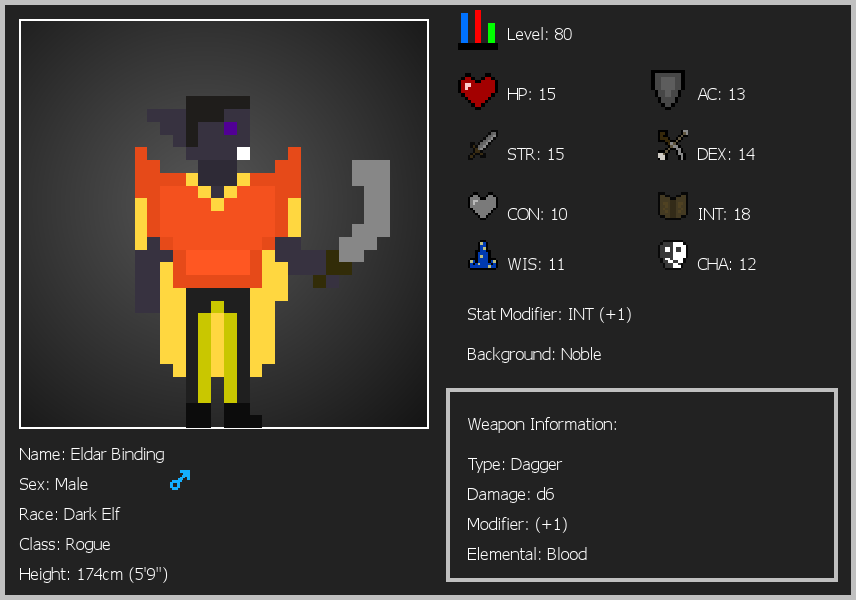 Level: 80
HP: 15
AC: 13
STR: 15
DEX: 14
CON: 10
INT: 18
WIS: 11
CHA: 12
Stat Modifier: INT (+1)
Background: Noble
Weapon Information:
Type: Dagger
Damage: d6
Modifier: (+1)
Elemental: Blood
Name: Eldar Binding
Sex: Male
Race: Dark Elf
Class: Rogue
Height: 174cm (5'9")